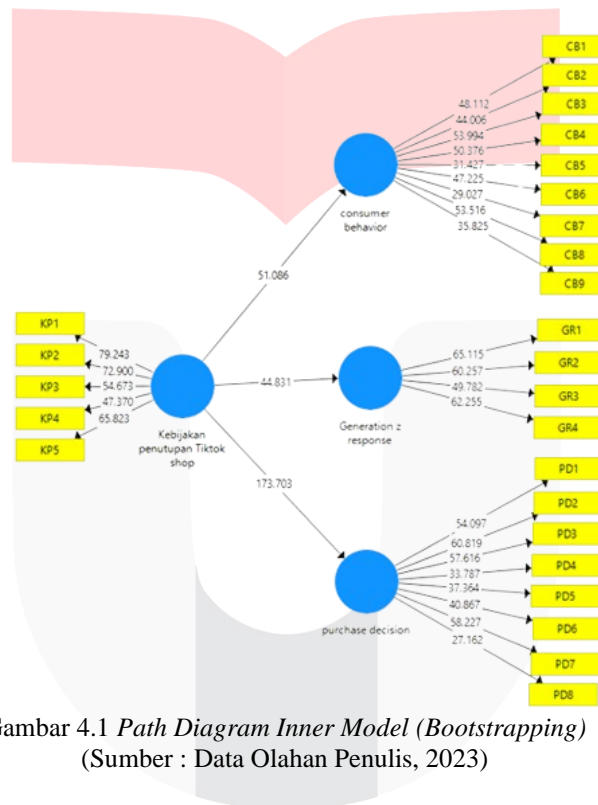 CB1
CB2
CB3
CB4
CB5
CB6
CB7
CB8
CB9
48.112
44.006
53.994
50.376
31.427
47.225
29.027
53.516
35.825
consumer
behavior
51.086
KP1
KP2
KP3
KP4
KP5
79.243
72.900
54.673
47.370
65.823
Kebijakan
penutupan Tiktok
shop
44.831
GR1
GR2
GR3
GR4
65.115
60.257
49.782
62.255
Generation z
response
173.703
PD1
PD2
PD3
PD4
PD5
PD6
PD7
PD8
54.097
60.819
57.616
33.787
37.364
40.867
58.227
27.162
purchase decision
Gambar 4.1 Path Diagram Inner Model (Bootstrapping)
(Sumber : Data Olahan Penulis, 2023)